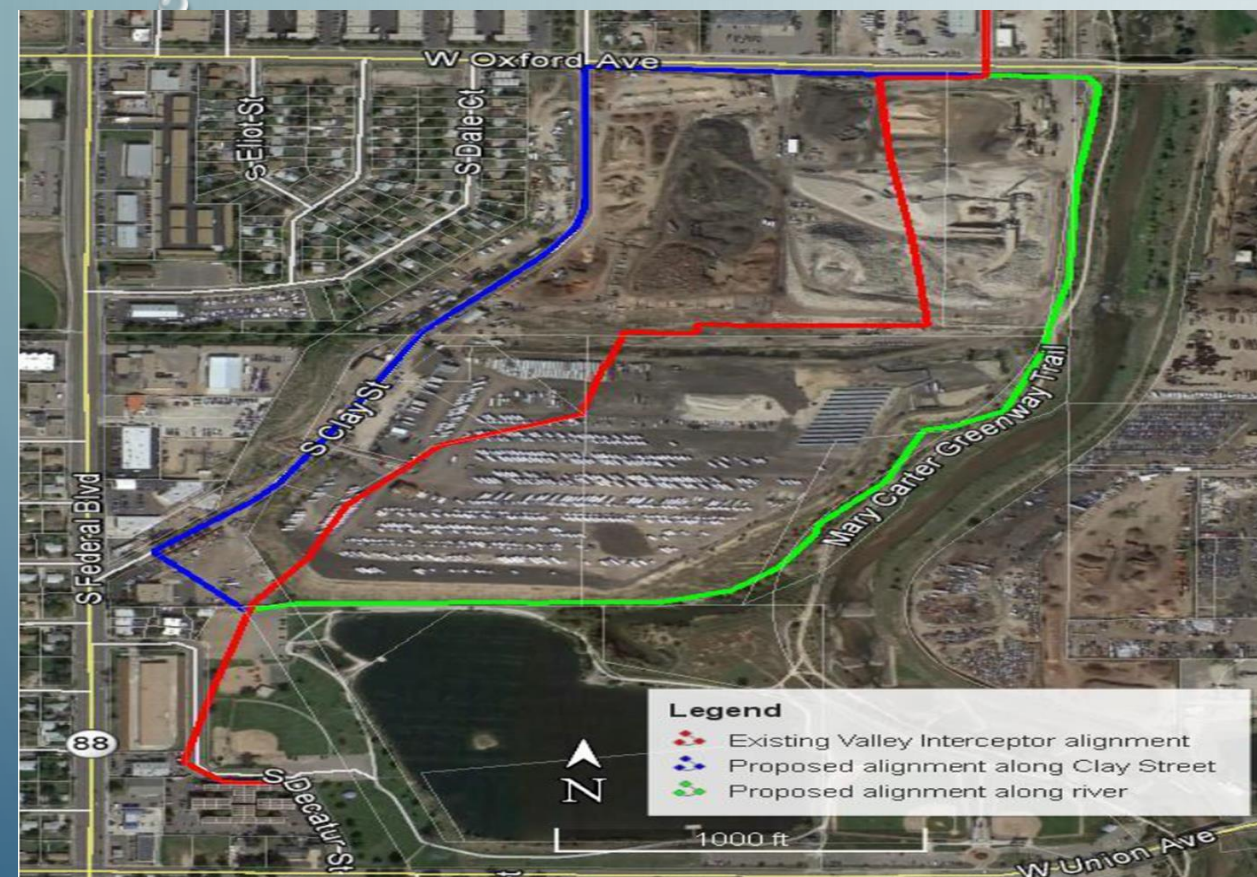 W Oxford Ave
S Eliot St
S Dale Ct
S Clay St
S Federal Blvd
Mary Carter Greenway Trail
88
S Decatur St
Legend
Existing Valley Interceptor alignment
Proposed alignment along Clay Street
Proposed alignment along river
N
1000 ft
W Union Ave